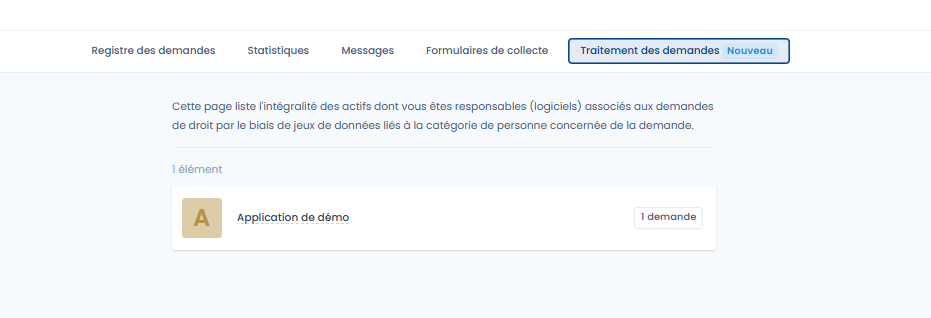 Registre des demandes Statistiques Messages Formulaires de collecte Traitement des demandes Nouveau
Cette page liste l'intégralité des actifs dont vous êtes responsables (logiciels) associés aux demandes
de droit par le biais de jeux de données liés à la catégorie de personne concernée de la demande.
1 élément
A Application de démo 1 demande